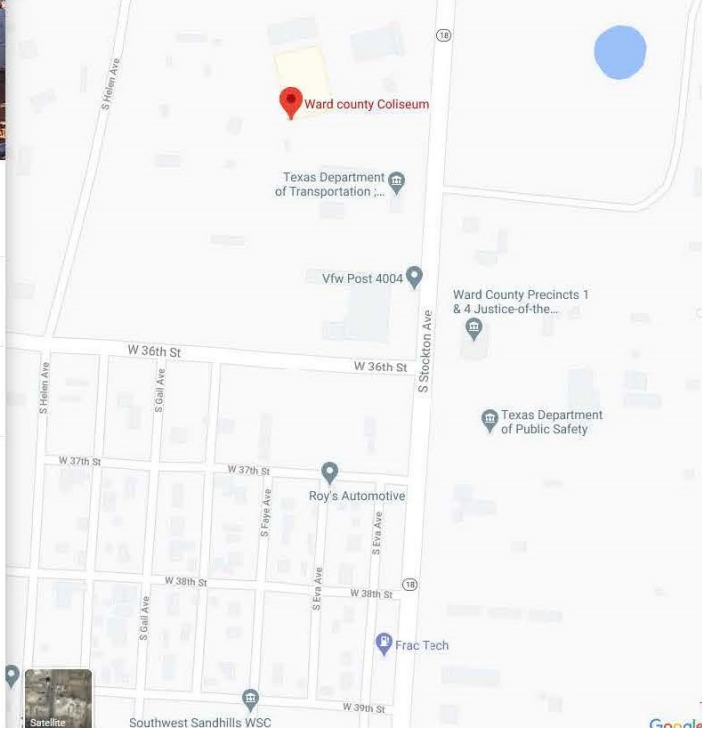 18
S Helen Ave
Ward county Coliseum
Texas Department
of Transportation ;...
Vfw Post 4004
Ward County Precincts 1
& 4 Justice-of-the...
S Stockton Ave
W 36th St
W 36th St
S Helen Ave
S Gail Ave
Texas Department
of Public Safety
W 37th St
W 37th St
Roy's Automotive
S Faye Ave
S Eva Ave
W 38th St
S Eva Ave
W 38th St
18
S Gail Ave
Frac Tech
Satellite
Southwest Sandhills WSC
W 39th St